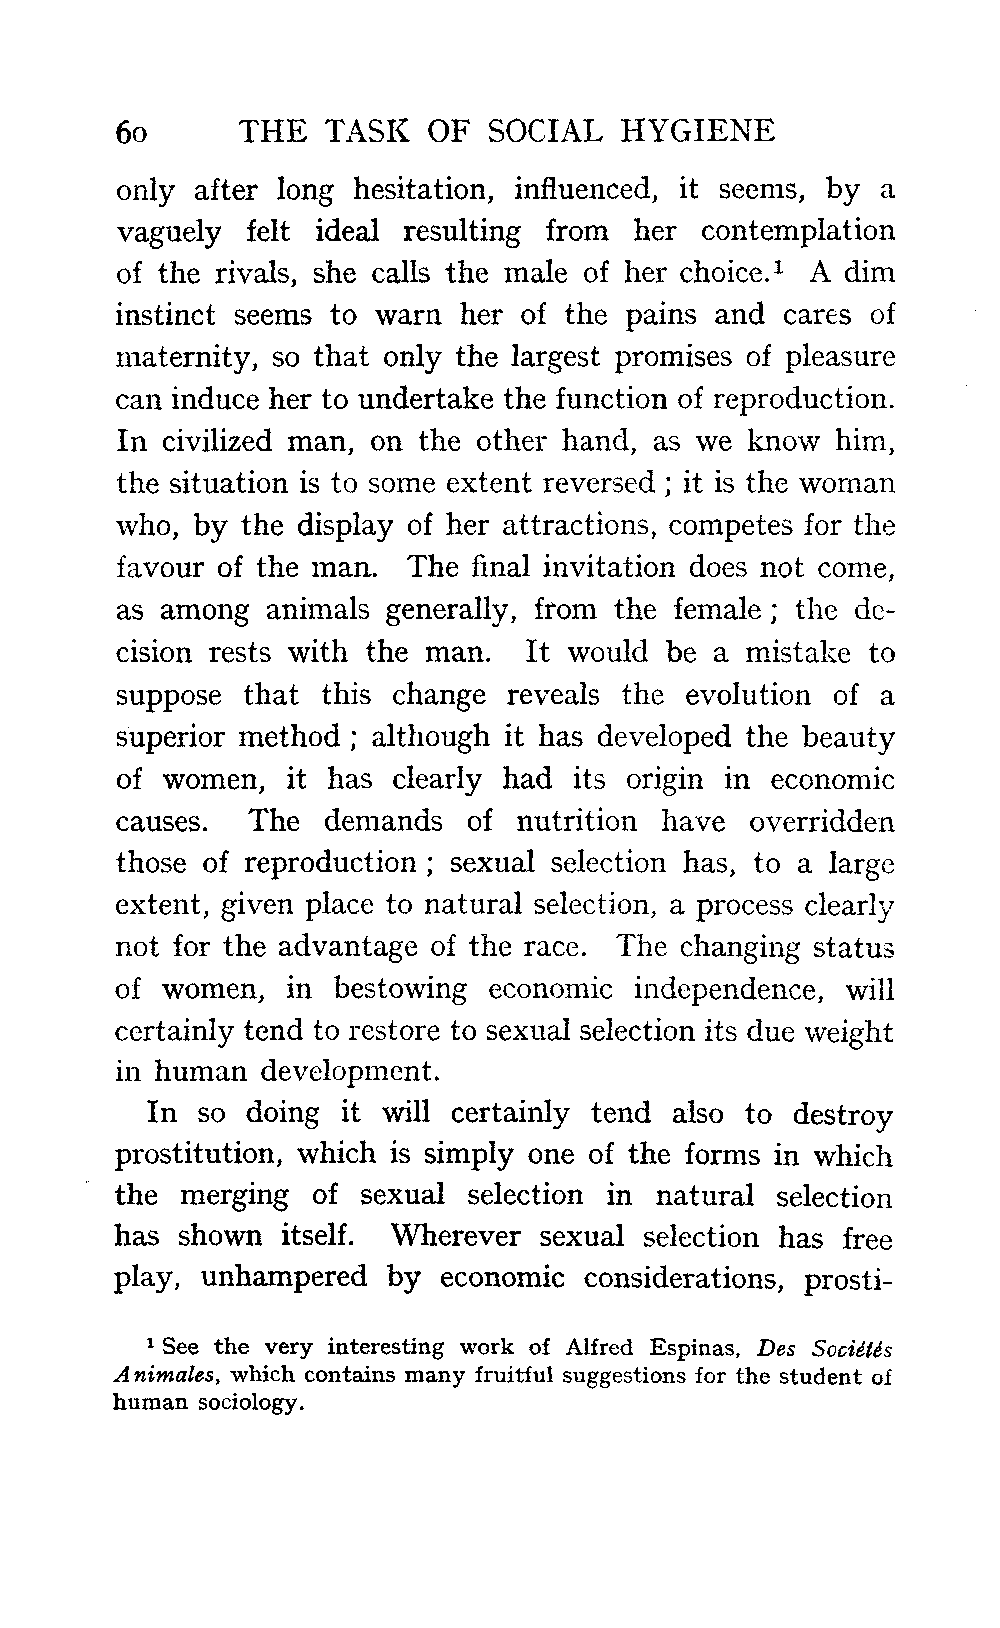 60 THE TASK OF SOCIAL HYGIENE
only after long hesitation, influenced, it seems, by a
vaguely felt ideal resulting from her contemplation
of the rivals, she calls the male of her choice.¹ A dim
instinct seems to warn her of the pains and cares of
maternity, so that only the largest promises of pleasure
can induce her to undertake the function of reproduction.
In civilized man, on the other hand, as we know him,
the situation is to some extent reversed ; it is the woman
who, by the display of her attractions, competes for the
favour of the man. The final invitation does not come,
as among animals generally, from the female ; the de-
cision rests with the man. It would be a mistake to
suppose that this change reveals the evolution of a
superior method ; although it has developed the beauty
of women, it has clearly had its origin in economic
causes. The demands of nutrition have overridden
those of reproduction ; sexual selection has, to a large
extent, given place to natural selection, a process clearly
not for the advantage of the race. The changing status
of women, in bestowing economic independence, will
certainly tend to restore to sexual selection its due weight
in human development.
In so doing it will certainly tend also to destroy
prostitution, which is simply one of the forms in which
the merging of sexual selection in natural selection
has shown itself. Wherever sexual selection has free
play, unhampered by economic considerations, prosti-
¹ See the very interesting work of Alfred Espinas, Des Sociétés
Animales, which contains many fruitful suggestions for the student of
human sociology.